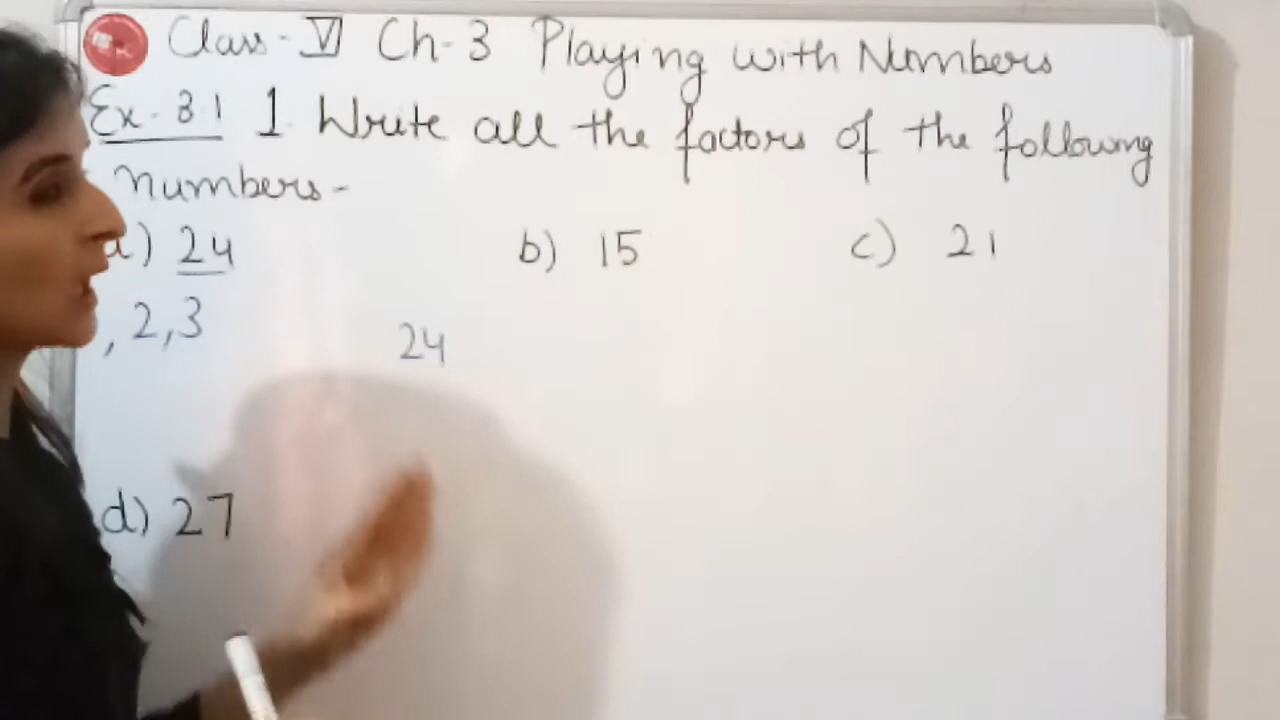 Class - VI Ch-3 Playing with Numbers
Ex - 3.1 1 Write all the factors of the following
Numbers -
a) 24 b) 15 c) 21
, 2,3
24
d) 27